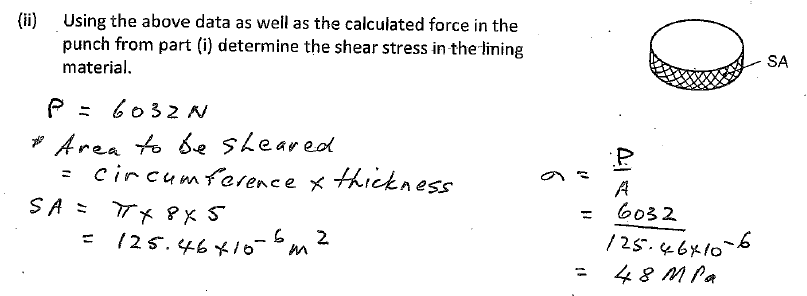 (ii) Using the above data as well as the calculated force in the
punch from part (i) determine the shear stress in the lining
material.
SA
P = 6032 N
* Area to be sheared
= circumference x thickness
SA = π x 8 x 5
= 125.46 x 10⁻⁶ m²
σ = P/A
= 6032 / 125.46x10⁻⁶
= 48 MPa